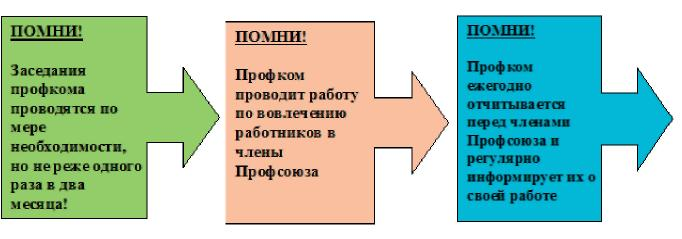 ПОМНИ!
Заседания
профкома
проводятся по
мере
необходимости,
но не реже одного
раза в два
месяца!
ПОМНИ!
Профком
проводит работу
по вовлечению
работников в
члены
Профсоюза
ПОМНИ!
Профком
ежегодно
отчитывается
перед членами
Профсоюза и
регулярно
информирует их о
своей работе